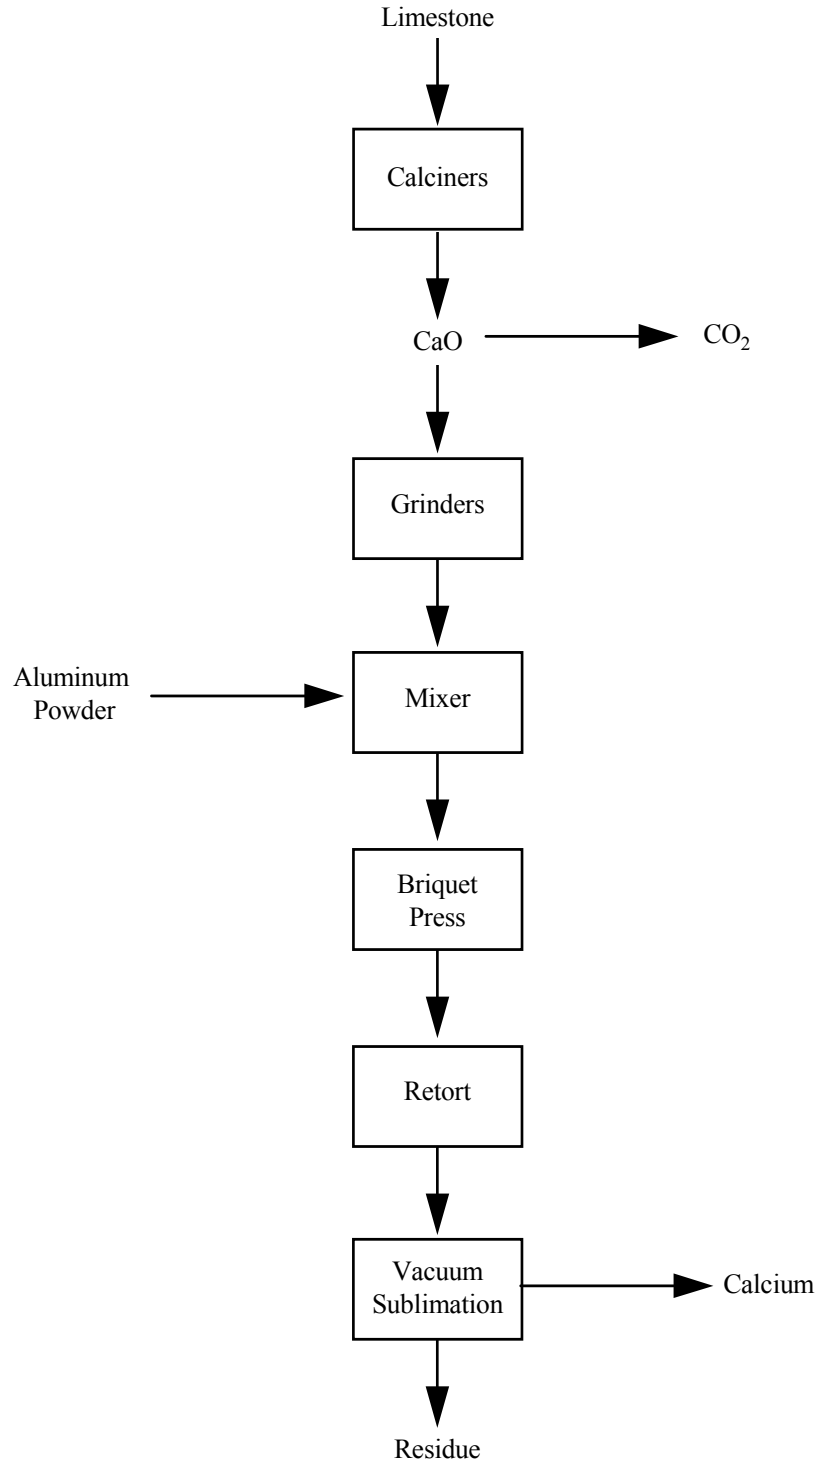 Limestone
Calciners
CaO
CO₂
Grinders
Aluminum
Powder
Mixer
Briquet
Press
Retort
Vacuum
Sublimation
Calcium
Residue